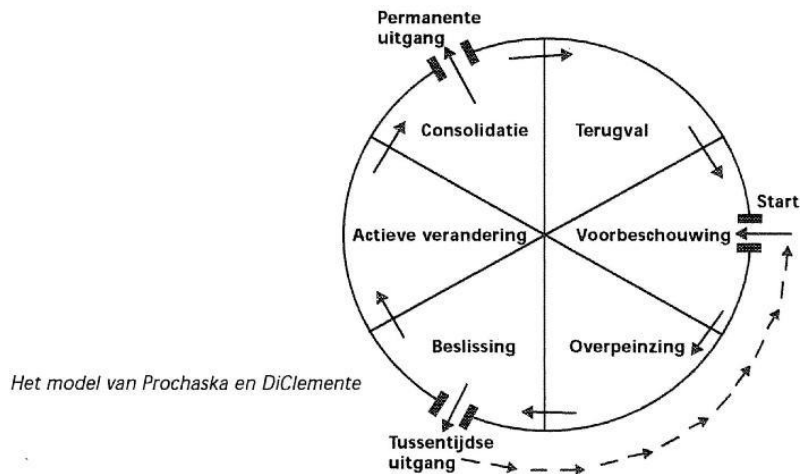 Permanente
uitgang
Consolidatie
Terugval
Start
Actieve verandering
Voorbeschouwing
Beslissing
Overpeinzing
Het model van Prochaska en DiClemente
Tussentijdse
uitgang